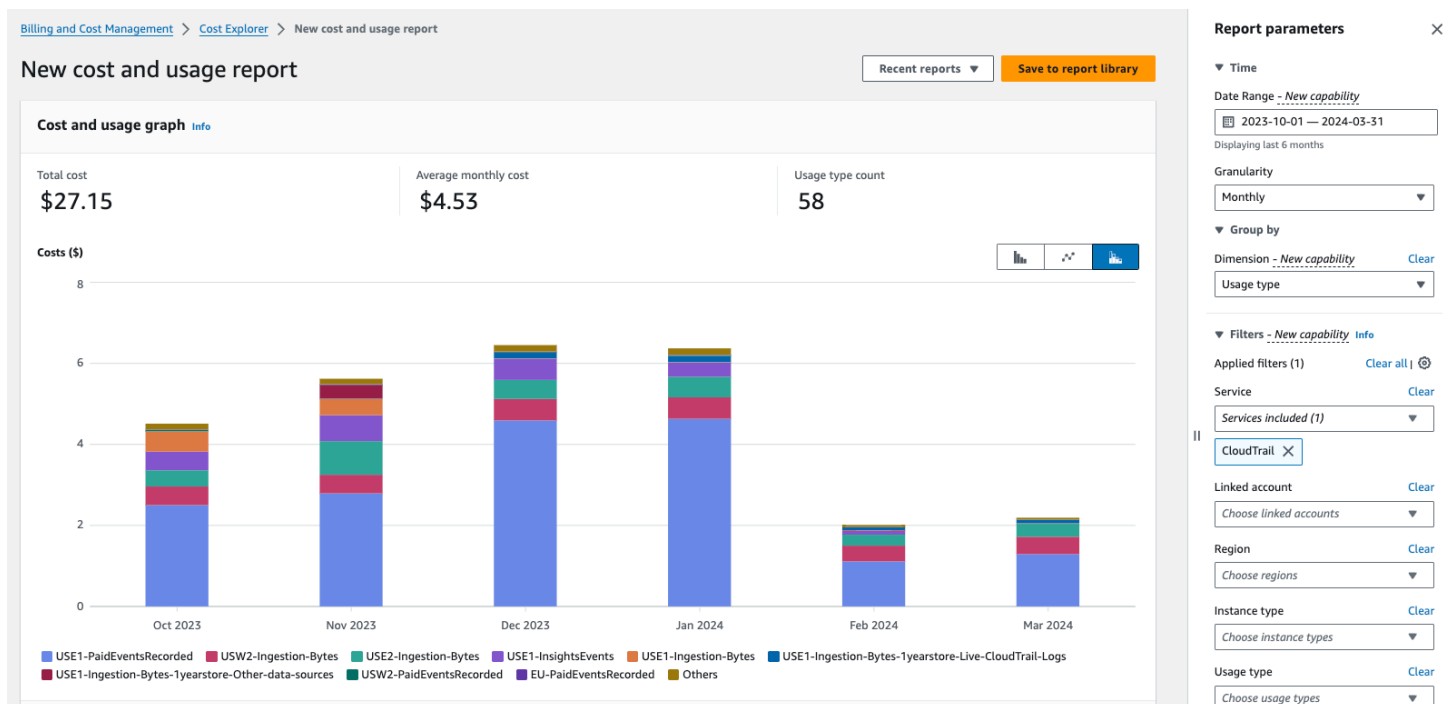 Billing and Cost Management > Cost Explorer > New cost and usage report
New cost and usage report
Recent reports
Save to report library
Cost and usage graph Info
Total cost
$27.15
Average monthly cost
$4.53
Usage type count
58
Costs ($)
8
6
4
2
0
Oct 2023 Nov 2023 Dec 2023 Jan 2024 Feb 2024 Mar 2024
USE1-PaidEventsRecorded USW2-Ingestion-Bytes USE2-Ingestion-Bytes USE1-InsightsEvents USE1-Ingestion-Bytes USE1-Ingestion-Bytes-1yearstore-Live-CloudTrail-Logs
USE1-Ingestion-Bytes-1yearstore-Other-data-sources USW2-PaidEventsRecorded EU-PaidEventsRecorded Others
Report parameters
Time
Date Range - New capability
2023-10-01 — 2024-03-31
Displaying last 6 months
Granularity
Monthly
Group by
Dimension - New capability Clear
Usage type
Filters - New capability Info
Applied filters (1) Clear all |
Service Clear
Services included (1)
CloudTrail
Linked account Clear
Choose linked accounts
Region Clear
Choose regions
Instance type Clear
Choose instance types
Usage type Clear
Choose usage types